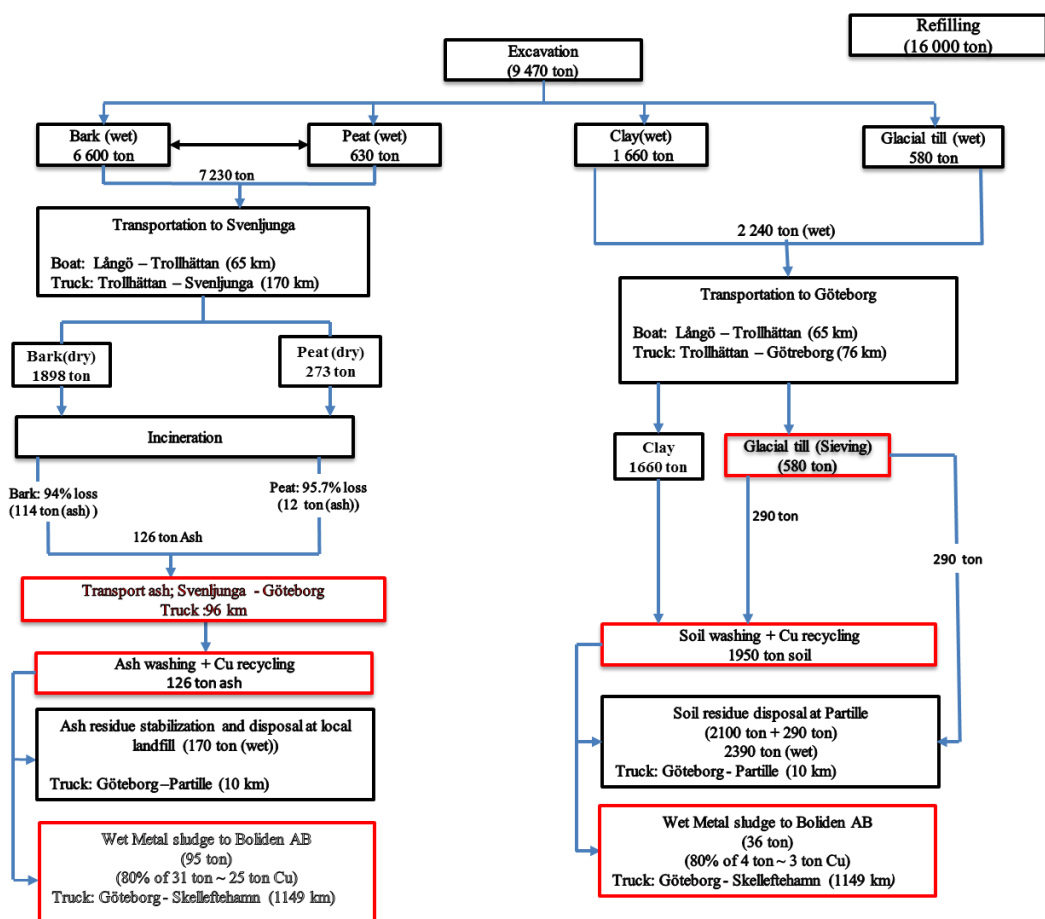 Refilling
(16 000 ton)
Excavation
(9 470 ton)
Bark (wet)
6 600 ton
Peat (wet)
630 ton
Clay(wet)
1 660 ton
Glacial till (wet)
580 ton
7 230 ton
Transportation to Svenljunga
Boat: Långö – Trollhättan (65 km)
Truck: Trollhättan – Svenljunga (170 km)
2 240 ton (wet)
Transportation to Göteborg
Boat: Långö – Trollhättan (65 km)
Truck: Trollhättan – Götreborg (76 km)
Bark(dry)
1898 ton
Peat (dry)
273 ton
Incineration
Clay
1660 ton
Glacial till (Sieving)
(580 ton)
Bark: 94% loss
(114 ton (ash) )
Peat: 95.7% loss
(12 ton (ash))
126 ton Ash
290 ton
290 ton
Transport ash; Svenljunga - Göteborg
Truck :96 km
Ash washing + Cu recycling
126 ton ash
Soil washing + Cu recycling
1950 ton soil
Ash residue stabilization and disposal at local
landfill (170 ton (wet))
Truck: Göteborg–Partille (10 km)
Soil residue disposal at Partille
(2100 ton + 290 ton)
2390 ton (wet)
Truck: Göteborg - Partille (10 km)
Wet Metal sludge to Boliden AB
(95 ton)
(80% of 31 ton ~ 25 ton Cu)
Truck: Göteborg - Skelleftehamn (1149 km)
Wet Metal sludge to Boliden AB
(36 ton)
(80% of 4 ton ~ 3 ton Cu)
Truck: Göteborg - Skelleftehamn (1149 km)